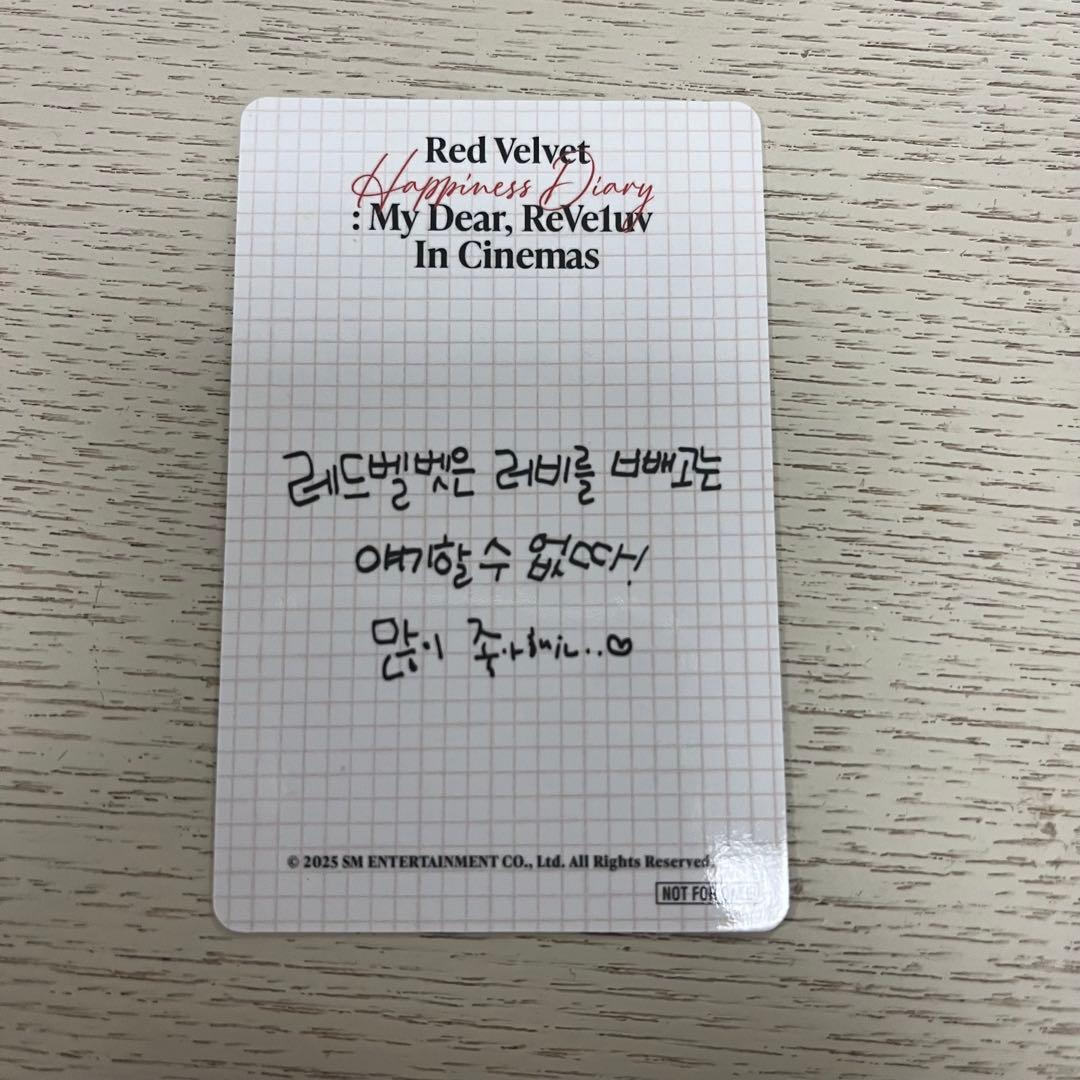 Red Velvet
Happiness Diary
: My Dear, ReVe1uv
In Cinemas
레드벨벳은 러비를 빼고는
얘기할 수 없따!
많이 좋아해..♡
© 2025 SM ENTERTAINMENT CO., Ltd. All Rights Reserved.
NOT FOR